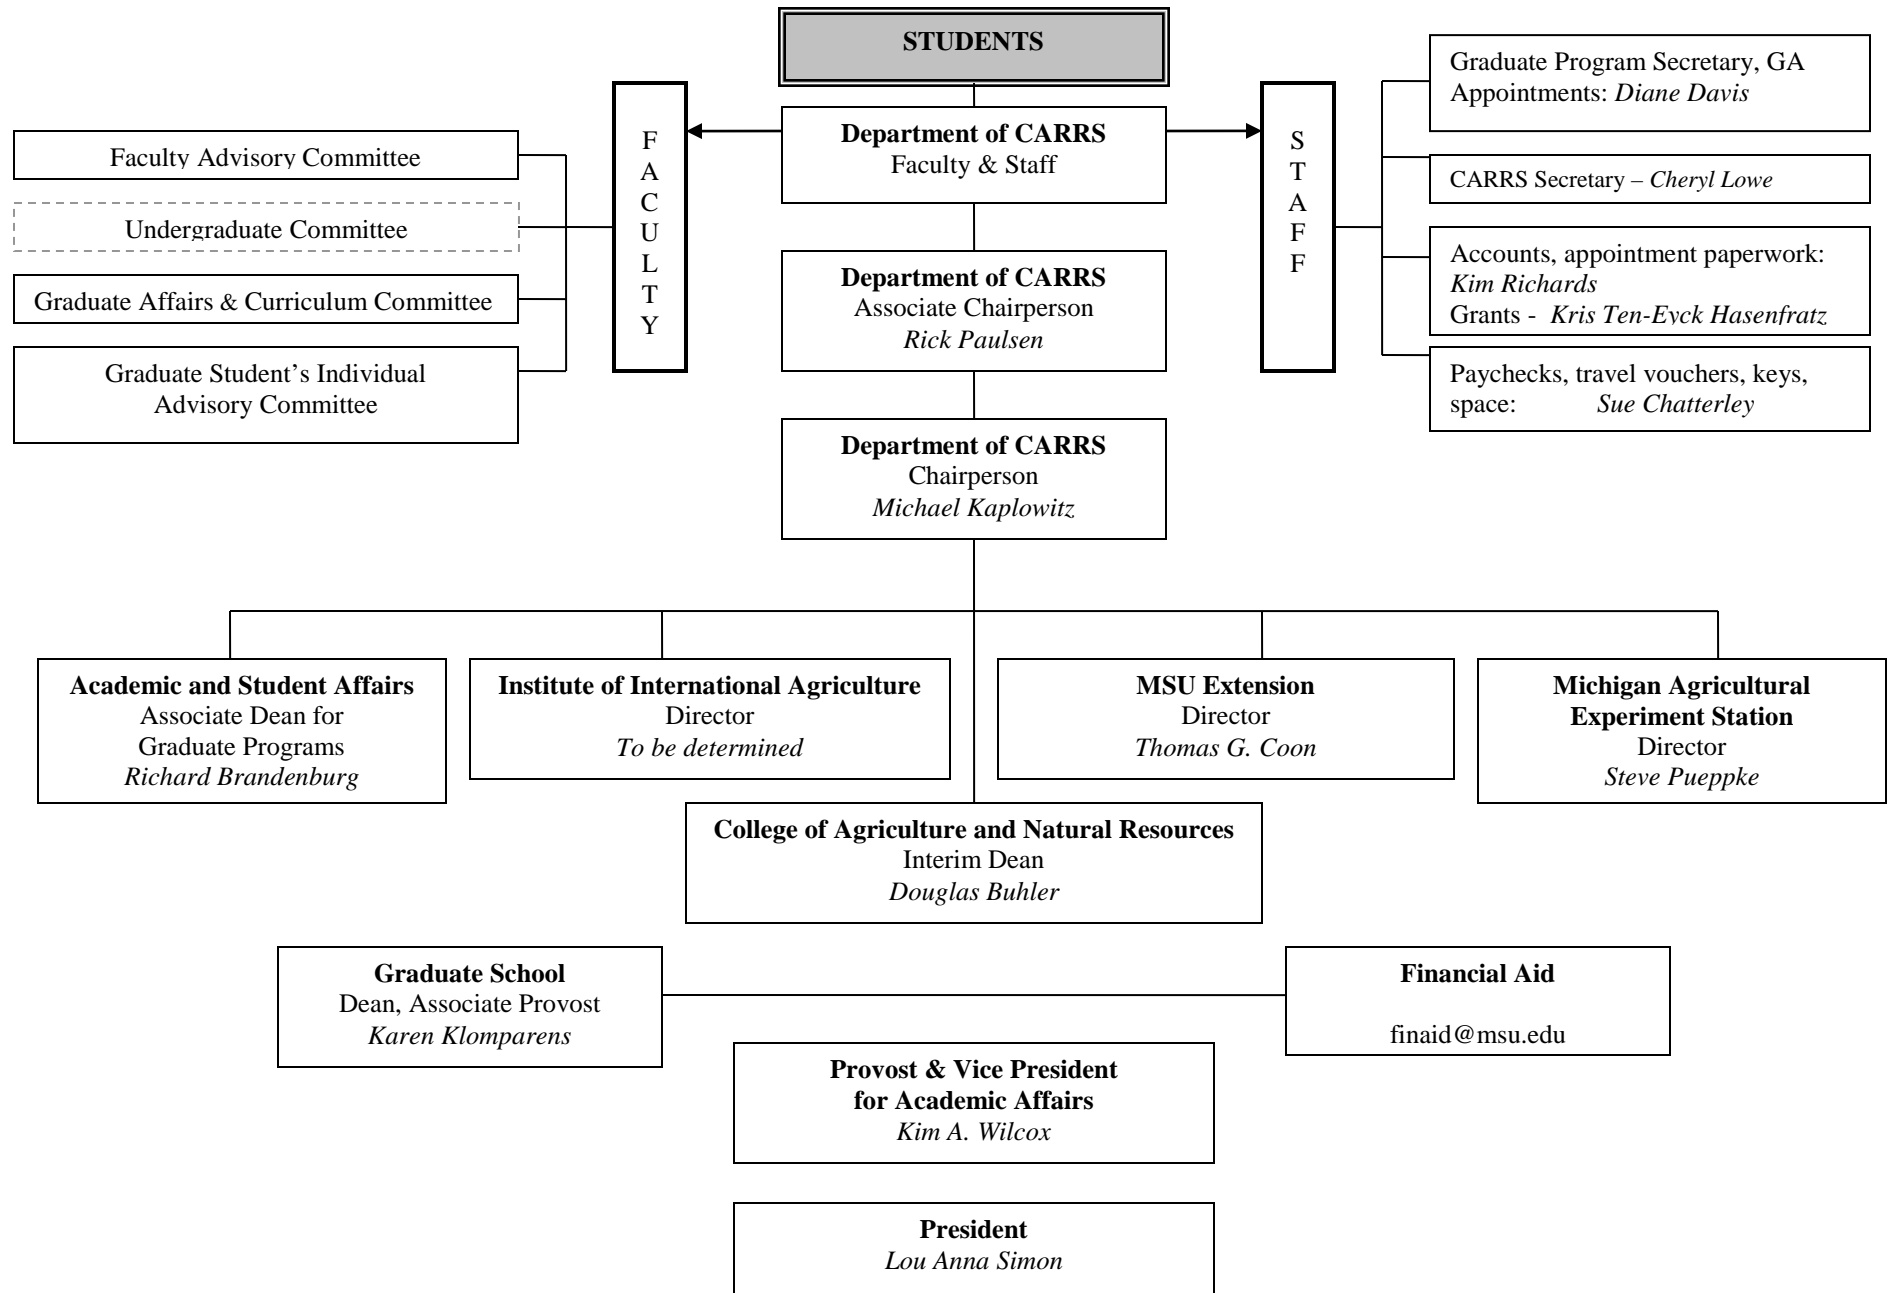 STUDENTS
Department of CARRS
Faculty & Staff
F
A
C
U
L
T
Y
Faculty Advisory Committee
Undergraduate Committee
Graduate Affairs & Curriculum Committee
Graduate Student’s Individual
Advisory Committee
S
T
A
F
F
Graduate Program Secretary, GA
Appointments: Diane Davis
CARRS Secretary – Cheryl Lowe
Accounts, appointment paperwork:
Kim Richards
Grants - Kris Ten-Eyck Hasenfratz
Paychecks, travel vouchers, keys,
space: Sue Chatterley
Department of CARRS
Associate Chairperson
Rick Paulsen
Department of CARRS
Chairperson
Michael Kaplowitz
Academic and Student Affairs
Associate Dean for
Graduate Programs
Richard Brandenburg
Institute of International Agriculture
Director
To be determined
MSU Extension
Director
Thomas G. Coon
Michigan Agricultural
Experiment Station
Director
Steve Pueppke
College of Agriculture and Natural Resources
Interim Dean
Douglas Buhler
Graduate School
Dean, Associate Provost
Karen Klomparens
Financial Aid
finaid@msu.edu
Provost & Vice President
for Academic Affairs
Kim A. Wilcox
President
Lou Anna Simon